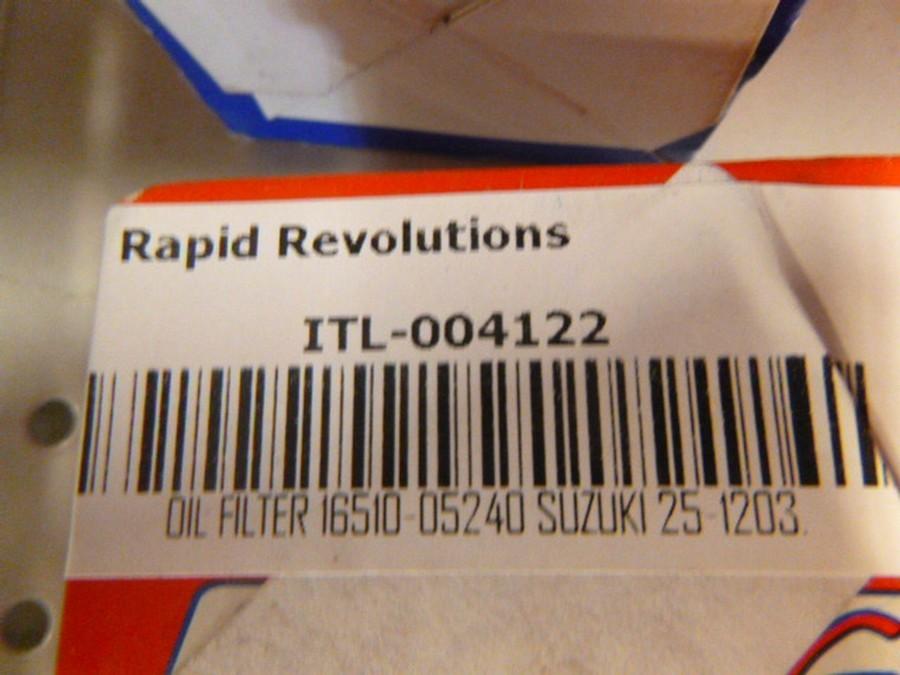 Rapid Revolutions
ITL-004122
OIL FILTER 16510-05240 SUZUKI 25-1203.